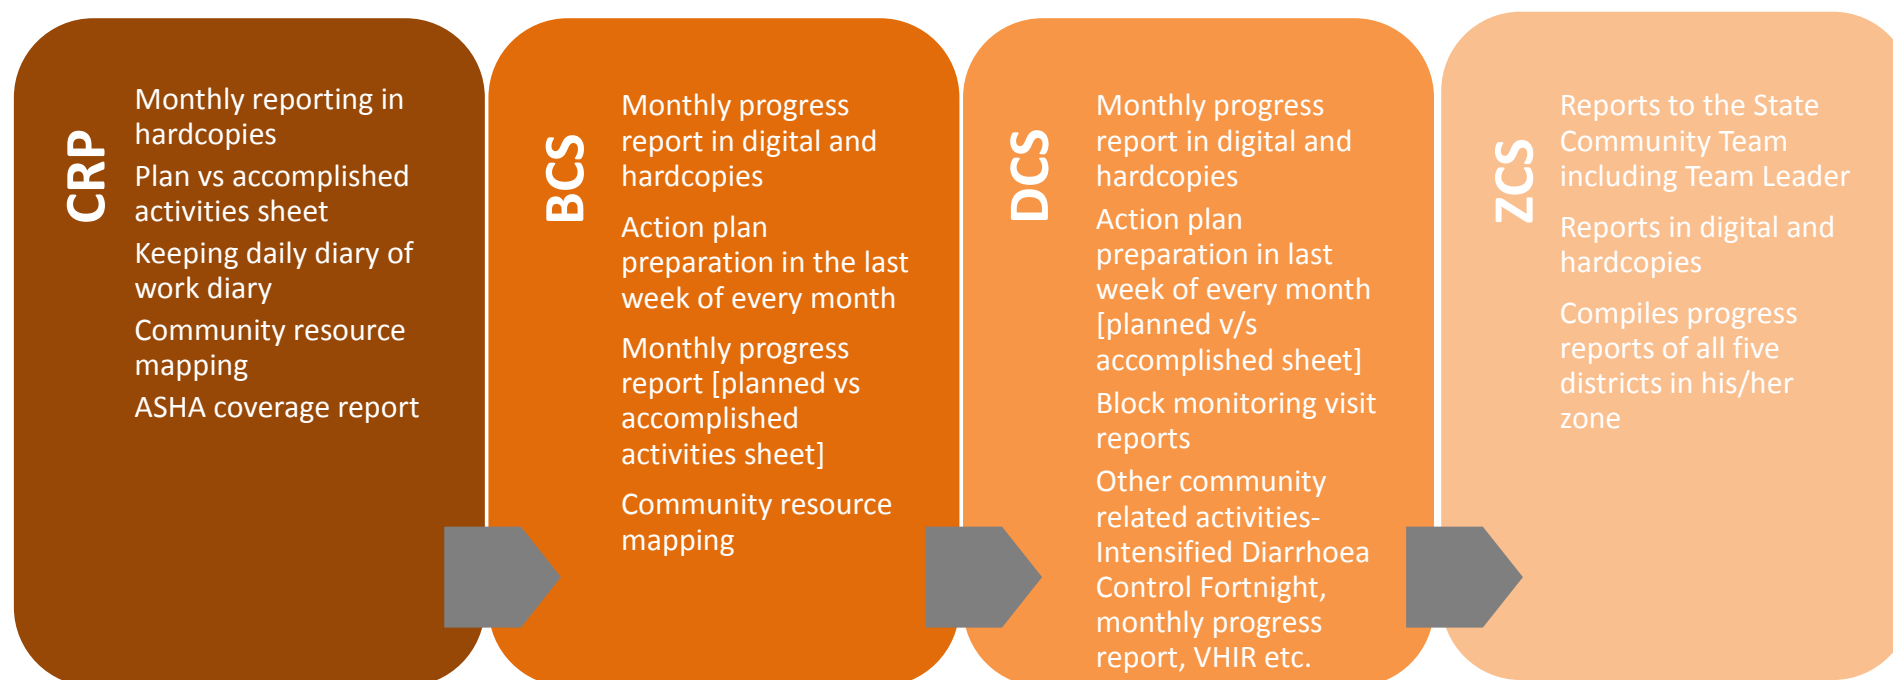 CRP
Monthly reporting in
hardcopies
Plan vs accomplished
activities sheet
Keeping daily diary of
work diary
Community resource
mapping
ASHA coverage report
BCS
Monthly progress
report in digital and
hardcopies
Action plan
preparation in the last
week of every month
Monthly progress
report [planned vs
accomplished
activities sheet]
Community resource
mapping
DCS
Monthly progress
report in digital and
hardcopies
Action plan
preparation in last
week of every month
[planned v/s
accomplished sheet]
Block monitoring visit
reports
Other community
related activities-
Intensified Diarrhoea
Control Fortnight,
monthly progress
report, VHIR etc.
ZCS
Reports to the State
Community Team
including Team Leader
Reports in digital and
hardcopies
Compiles progress
reports of all five
districts in his/her
zone